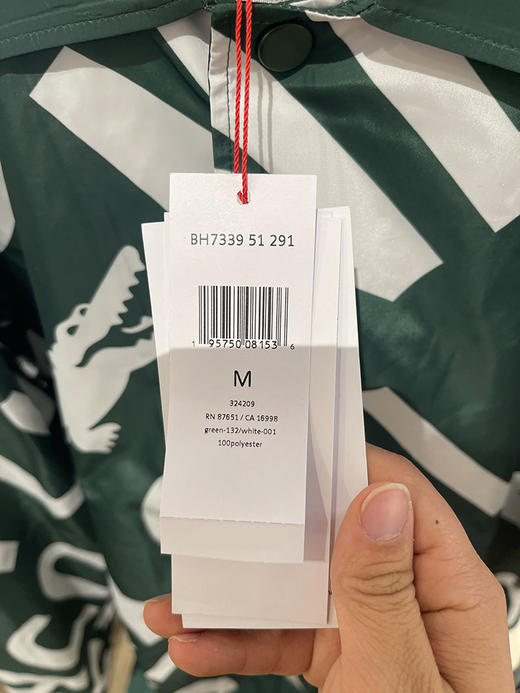 BH7339 51 291
1 95750 08153 6
M
324209
RN 87651 / CA 16998
green-132/white-001
100polyester